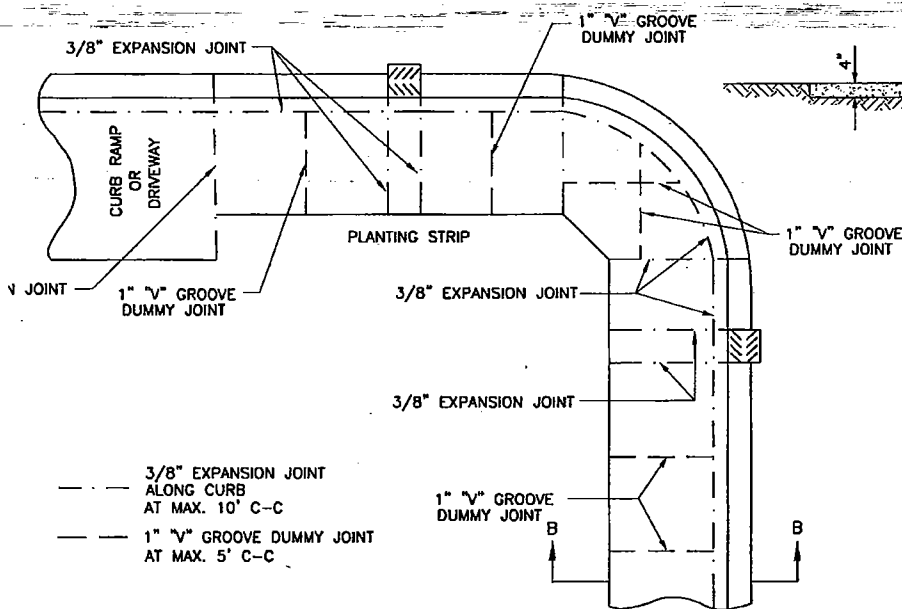 1" "V" GROOVE
DUMMY JOINT
3/8" EXPANSION JOINT
4"
CURB RAMP
OR
DRIVEWAY
PLANTING STRIP
1" "V" GROOVE
DUMMY JOINT
N JOINT
1" "V" GROOVE
DUMMY JOINT
3/8" EXPANSION JOINT
3/8" EXPANSION JOINT
3/8" EXPANSION JOINT
ALONG CURB
AT MAX. 10' C-C
1" "V" GROOVE DUMMY JOINT
AT MAX. 5' C-C
1" "V" GROOVE
DUMMY JOINT
B
B